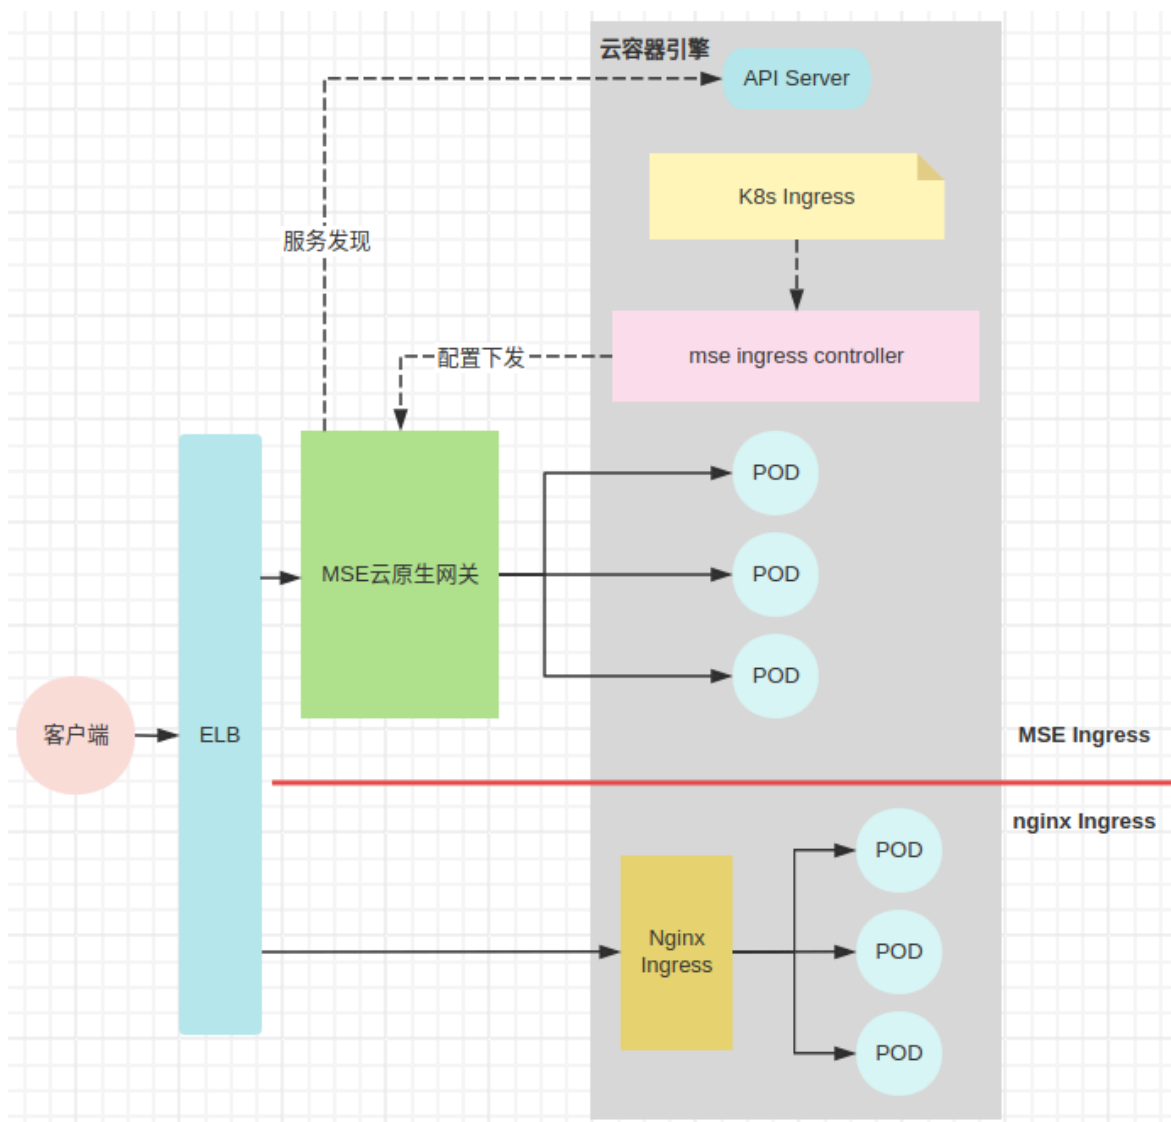 云容器引擎
API Server
K8s Ingress
服务发现
配置下发
mse ingress controller
POD
MSE云原生网关
POD
POD
客户端
ELB
MSE Ingress
nginx Ingress
POD
Nginx
Ingress
POD
POD